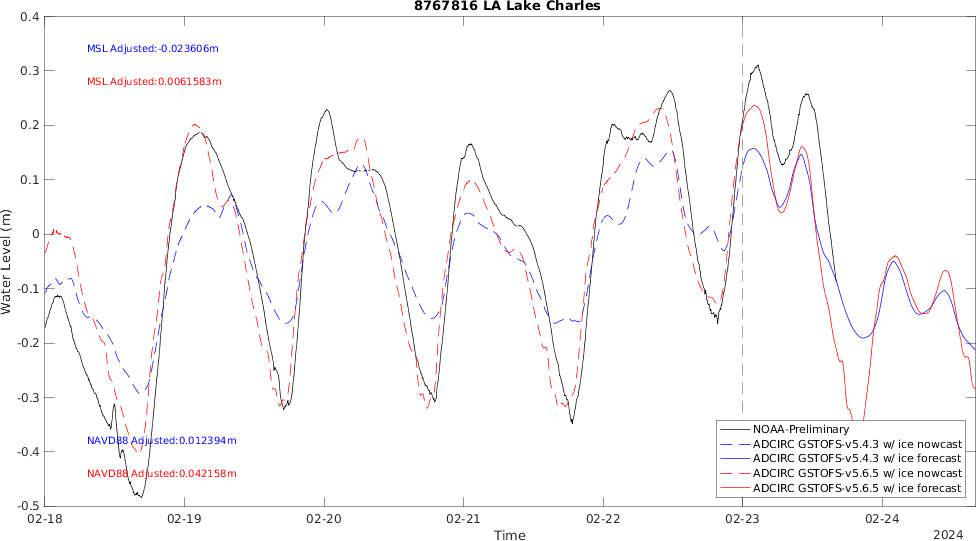 8767816 LA Lake Charles
0.4
0.3
0.2
0.1
0
-0.1
-0.2
-0.3
-0.4
-0.5
Water Level (m)
MSL Adjusted:-0.023606m
MSL Adjusted:0.0061583m
NAVD88 Adjusted:0.012394m
NAVD88 Adjusted:0.042158m
NOAA-Preliminary
ADCIRC GSTOFS-v5.4.3 w/ ice nowcast
ADCIRC GSTOFS-v5.4.3 w/ ice forecast
ADCIRC GSTOFS-v5.6.5 w/ ice nowcast
ADCIRC GSTOFS-v5.6.5 w/ ice forecast
02-18 02-19 02-20 02-21 02-22 02-23 02-24
Time
2024